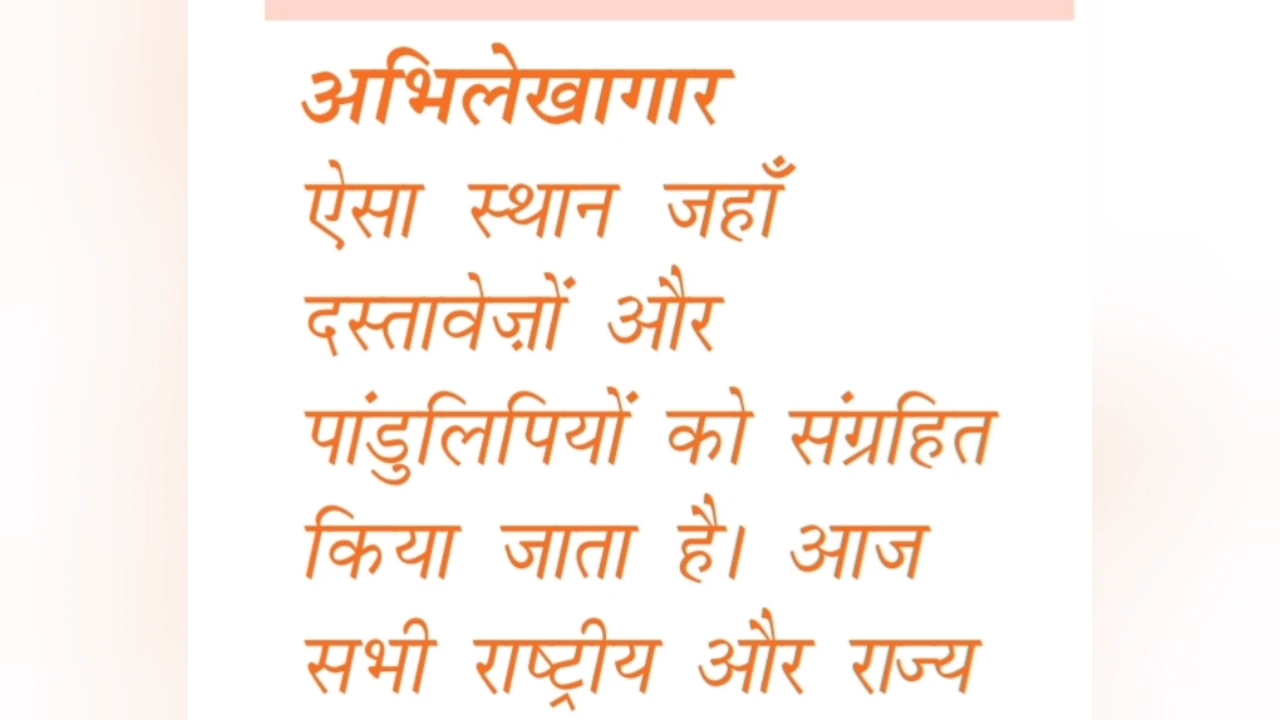 अभिलेखागार
ऐसा स्थान जहाँ
दस्तावेज़ों और
पांडुलिपियों को संग्रहित
किया जाता है। आज
सभी राष्ट्रीय और राज्य